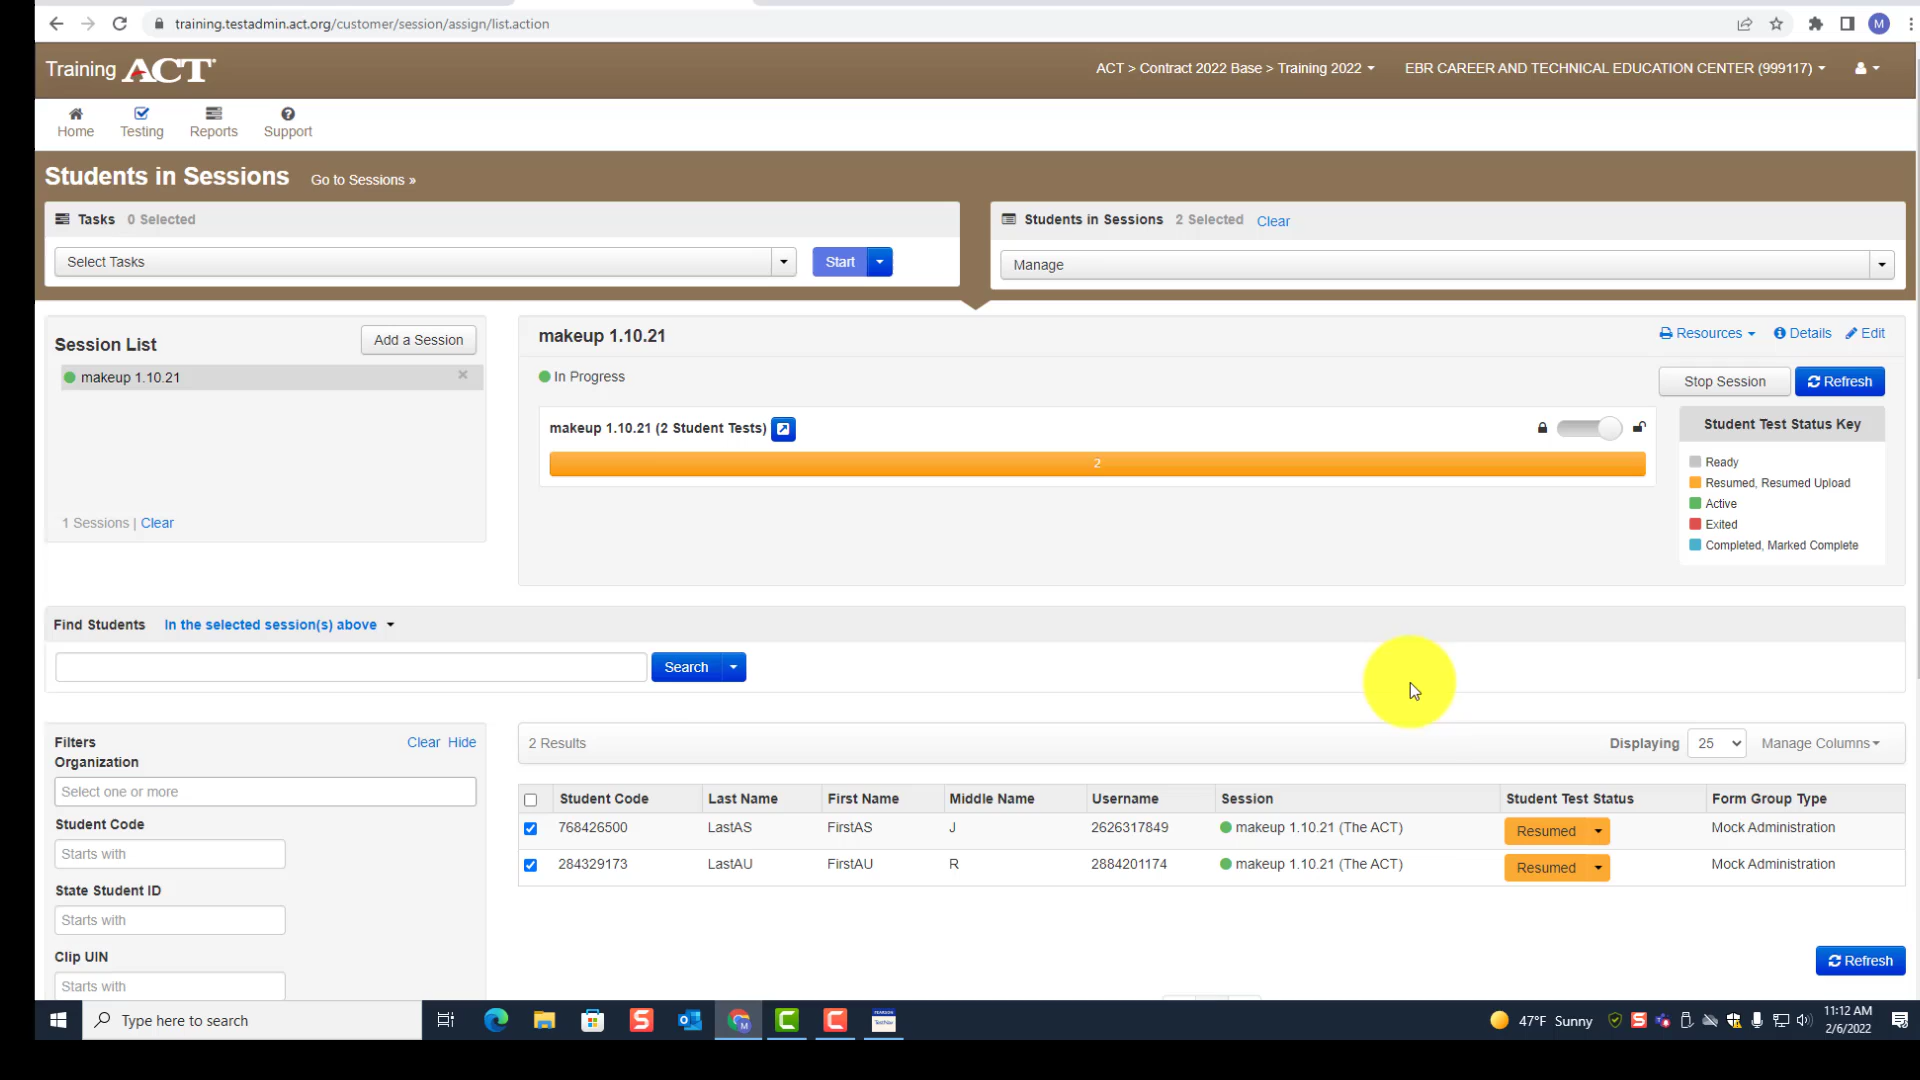 training.testadmin.act.org/customer/session/assign/list.action
M
Training ACT
ACT > Contract 2022 Base > Training 2022
EBR CAREER AND TECHNICAL EDUCATION CENTER (999117)
Home
Testing
Reports
Support
Students in Sessions Go to Sessions »
Tasks 0 Selected
Students in Sessions 2 Selected Clear
Select Tasks
Start
Manage
Session List
Add a Session
makeup 1.10.21
1 Sessions | Clear
makeup 1.10.21
Resources Details Edit
In Progress
Stop Session
Refresh
makeup 1.10.21 (2 Student Tests)
2
Student Test Status Key
Ready
Resumed, Resumed Upload
Active
Exited
Completed, Marked Complete
Find Students In the selected session(s) above
Search
Filters
Clear Hide
Organization
Select one or more
Student Code
Starts with
State Student ID
Starts with
Clip UIN
Starts with
2 Results
Displaying 25 Manage Columns
Student Code Last Name First Name Middle Name Username Session Student Test Status Form Group Type
768426500 LastAS FirstAS J 2626317849 makeup 1.10.21 (The ACT) Resumed Mock Administration
284329173 LastAU FirstAU R 2884201174 makeup 1.10.21 (The ACT) Resumed Mock Administration
Refresh
Type here to search
47°F Sunny
11:12 AM
2/6/2022